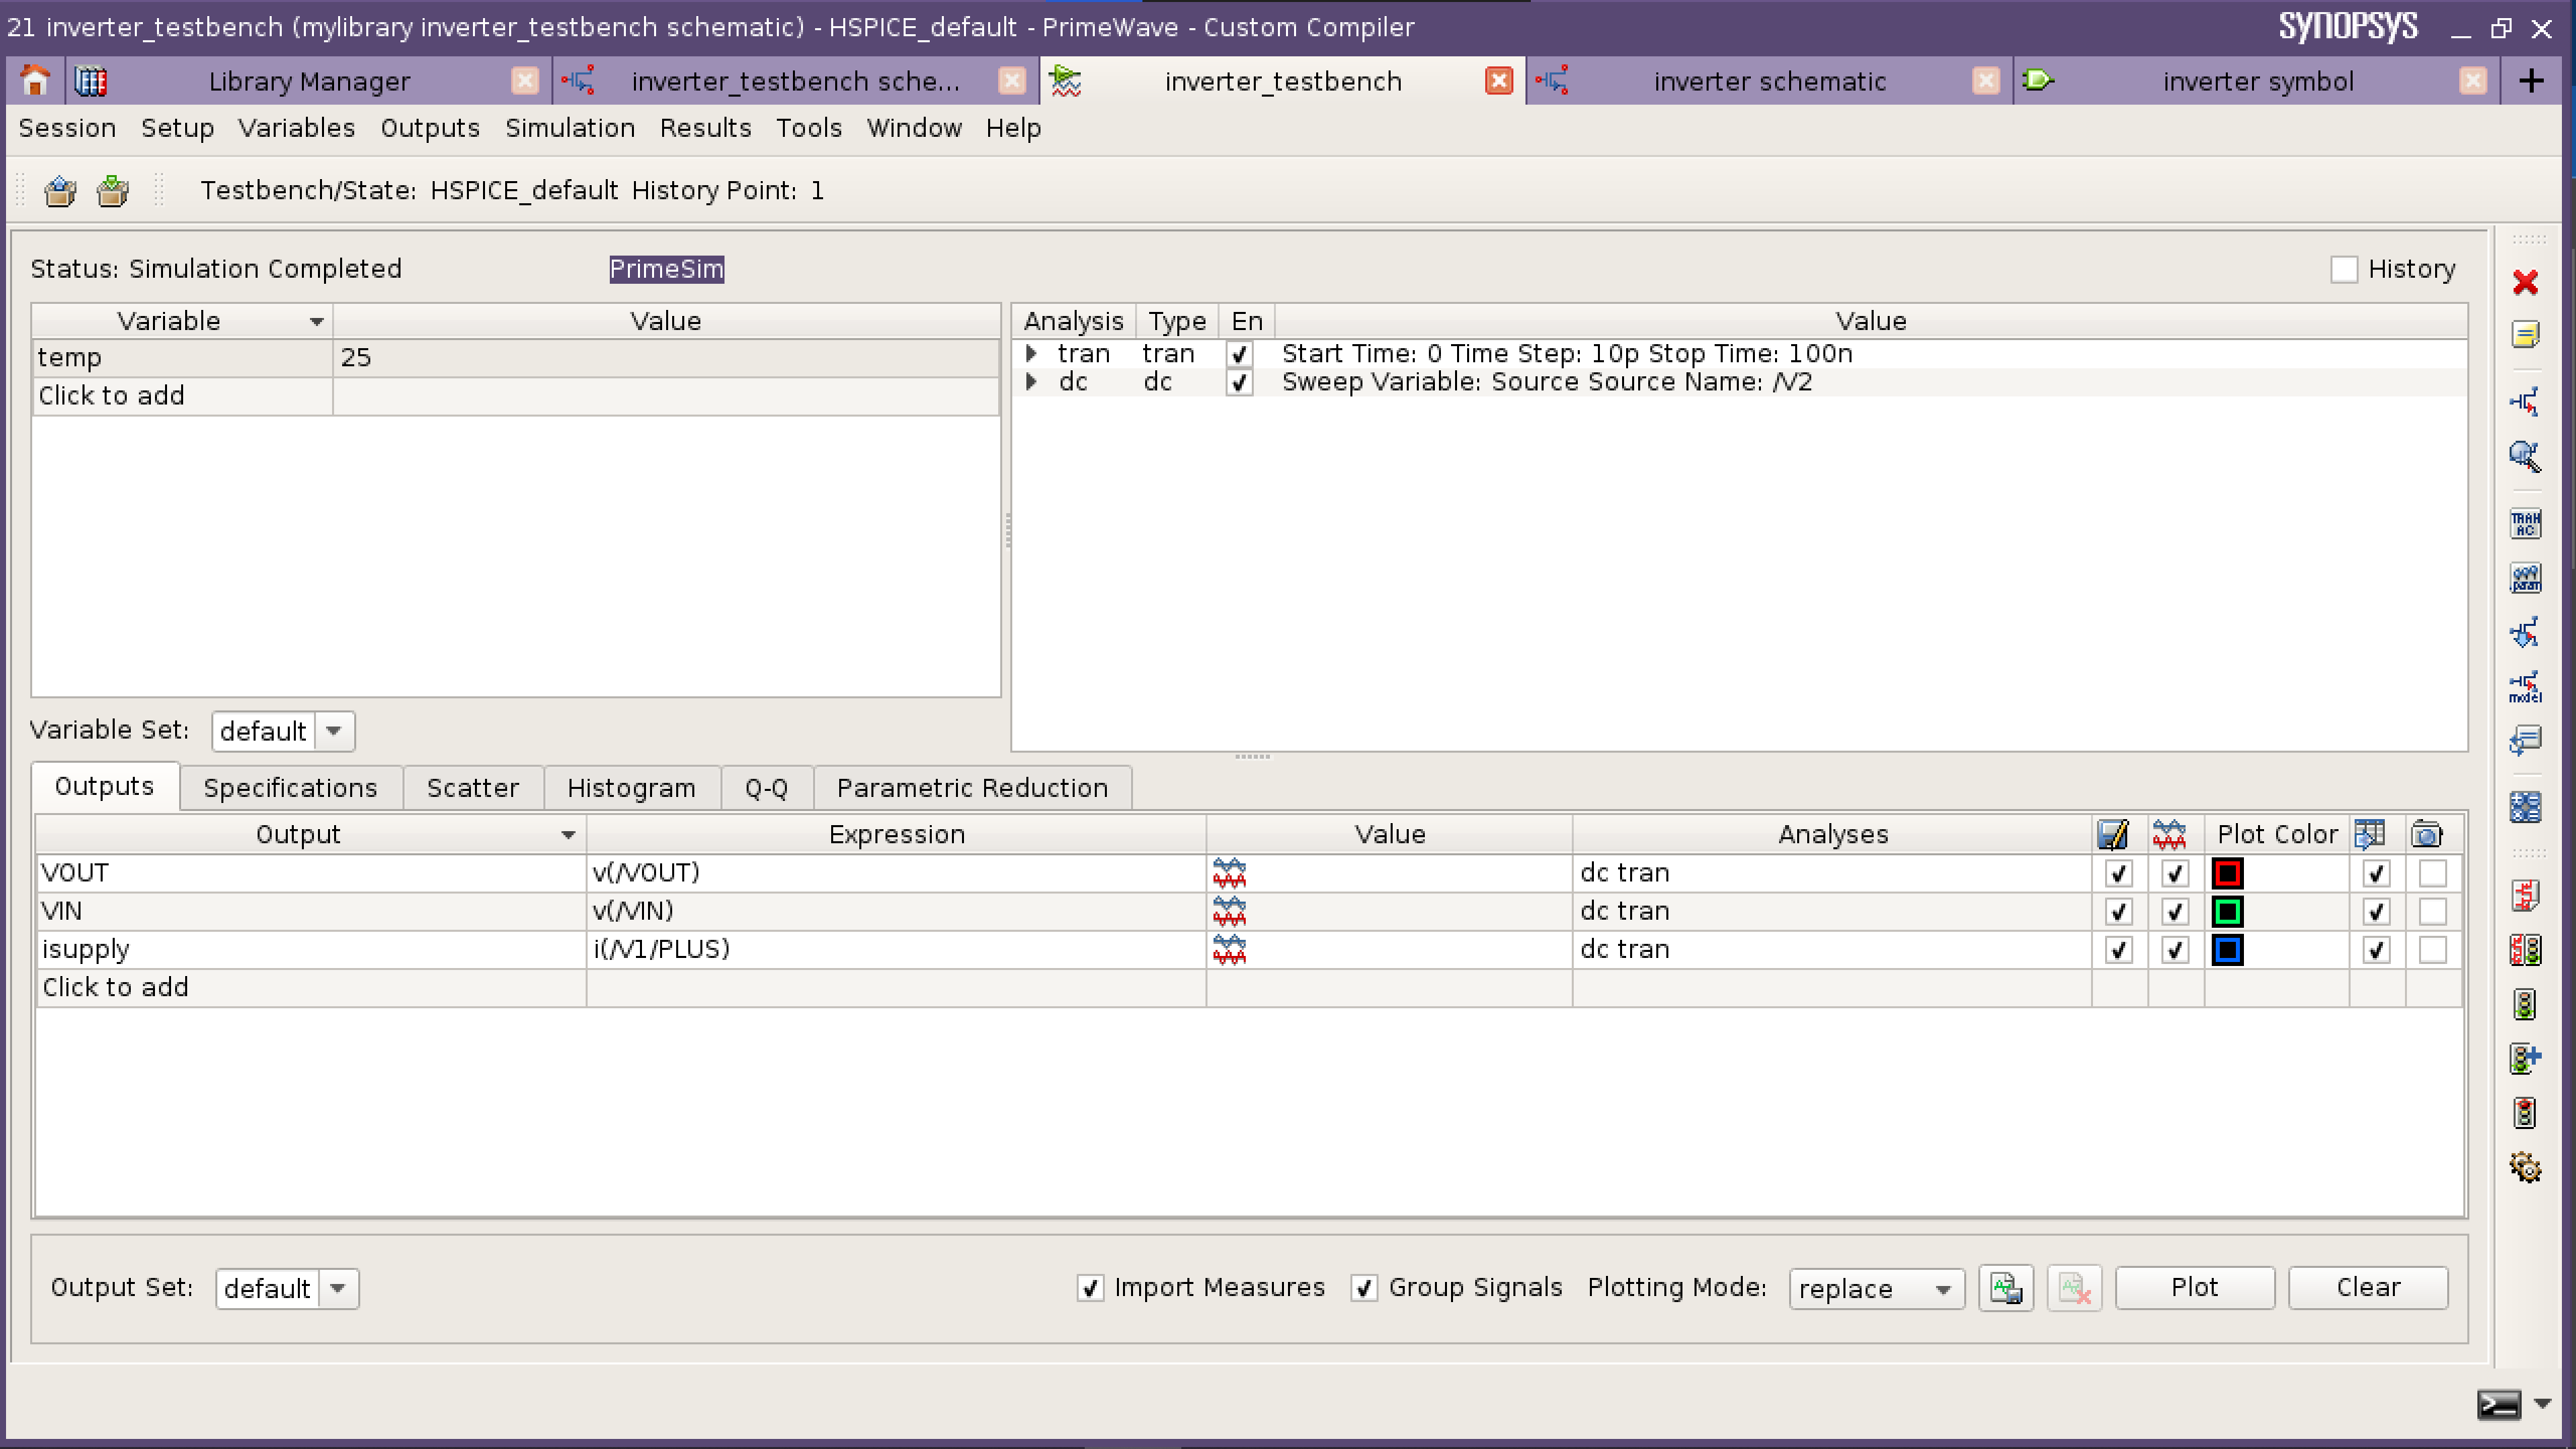 21 inverter_testbench (mylibrary inverter_testbench schematic) - HSPICE_default - PrimeWave - Custom Compiler SYNOPSYS
Library Manager inverter_testbench sche... inverter_testbench inverter schematic inverter symbol
Session Setup Variables Outputs Simulation Results Tools Window Help
Testbench/State: HSPICE_default History Point: 1
Status: Simulation Completed PrimeSim History
Variable Value
temp 25
Click to add
Analysis Type En Value
tran tran Start Time: 0 Time Step: 10p Stop Time: 100n
dc dc Sweep Variable: Source Source Name: /V2
TRAN
AC
param
model
Variable Set: default
Outputs Specifications Scatter Histogram Q-Q Parametric Reduction
Output Expression Value Analyses Plot Color
VOUT v(/VOUT) dc tran
VIN v(/VIN) dc tran
isupply i(/V1/PLUS) dc tran
Click to add
Output Set: default Import Measures Group Signals Plotting Mode: replace Plot Clear